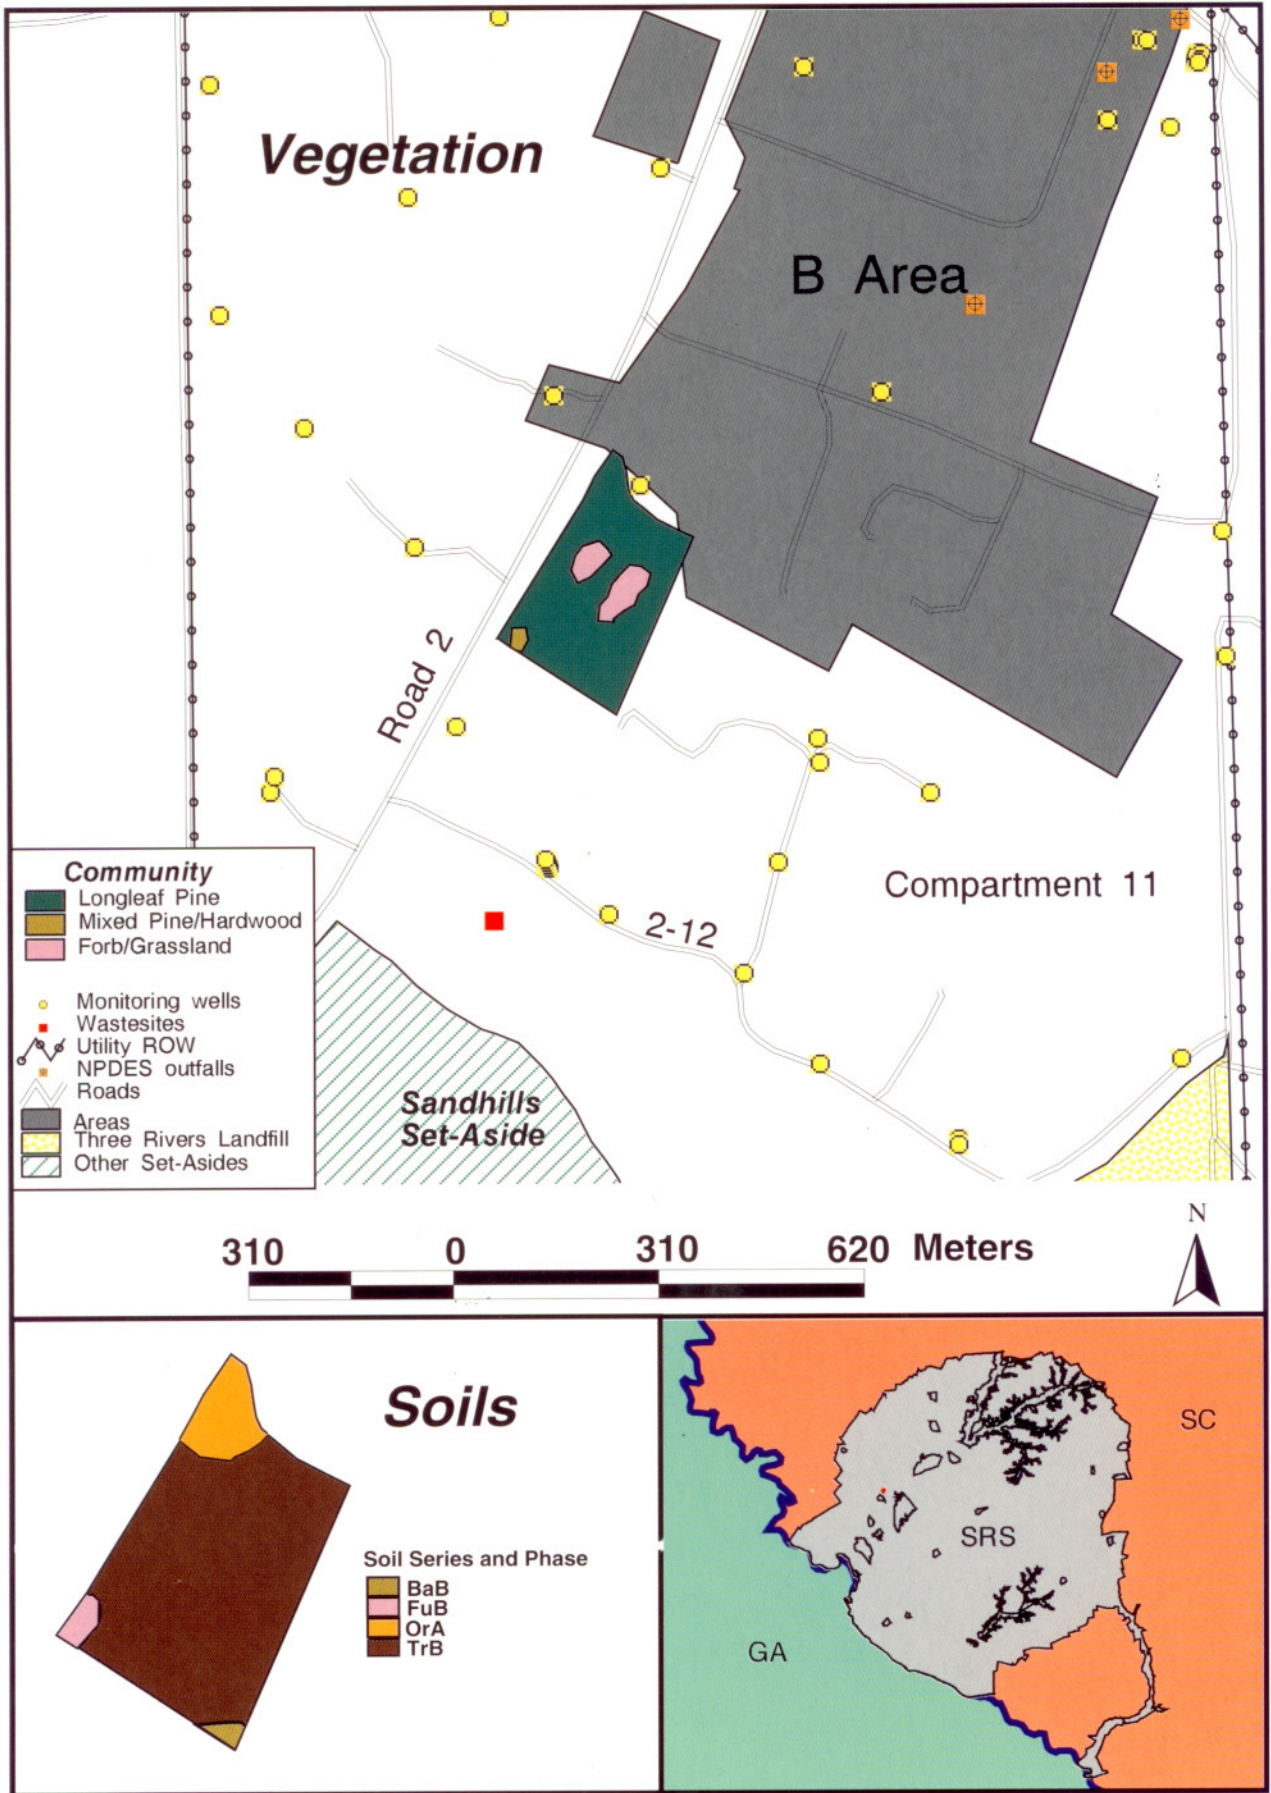 Vegetation
B Area
Road 2
Compartment 11
2-12
Community
Longleaf Pine
Mixed Pine/Hardwood
Forb/Grassland
Monitoring wells
Wastesites
Utility ROW
NPDES outfalls
Roads
Areas
Three Rivers Landfill
Other Set-Asides
Sandhills
Set-Aside
N
310 0 310 620 Meters
Soils
Soil Series and Phase
BaB
FuB
OrA
TrB
SC
SRS
GA